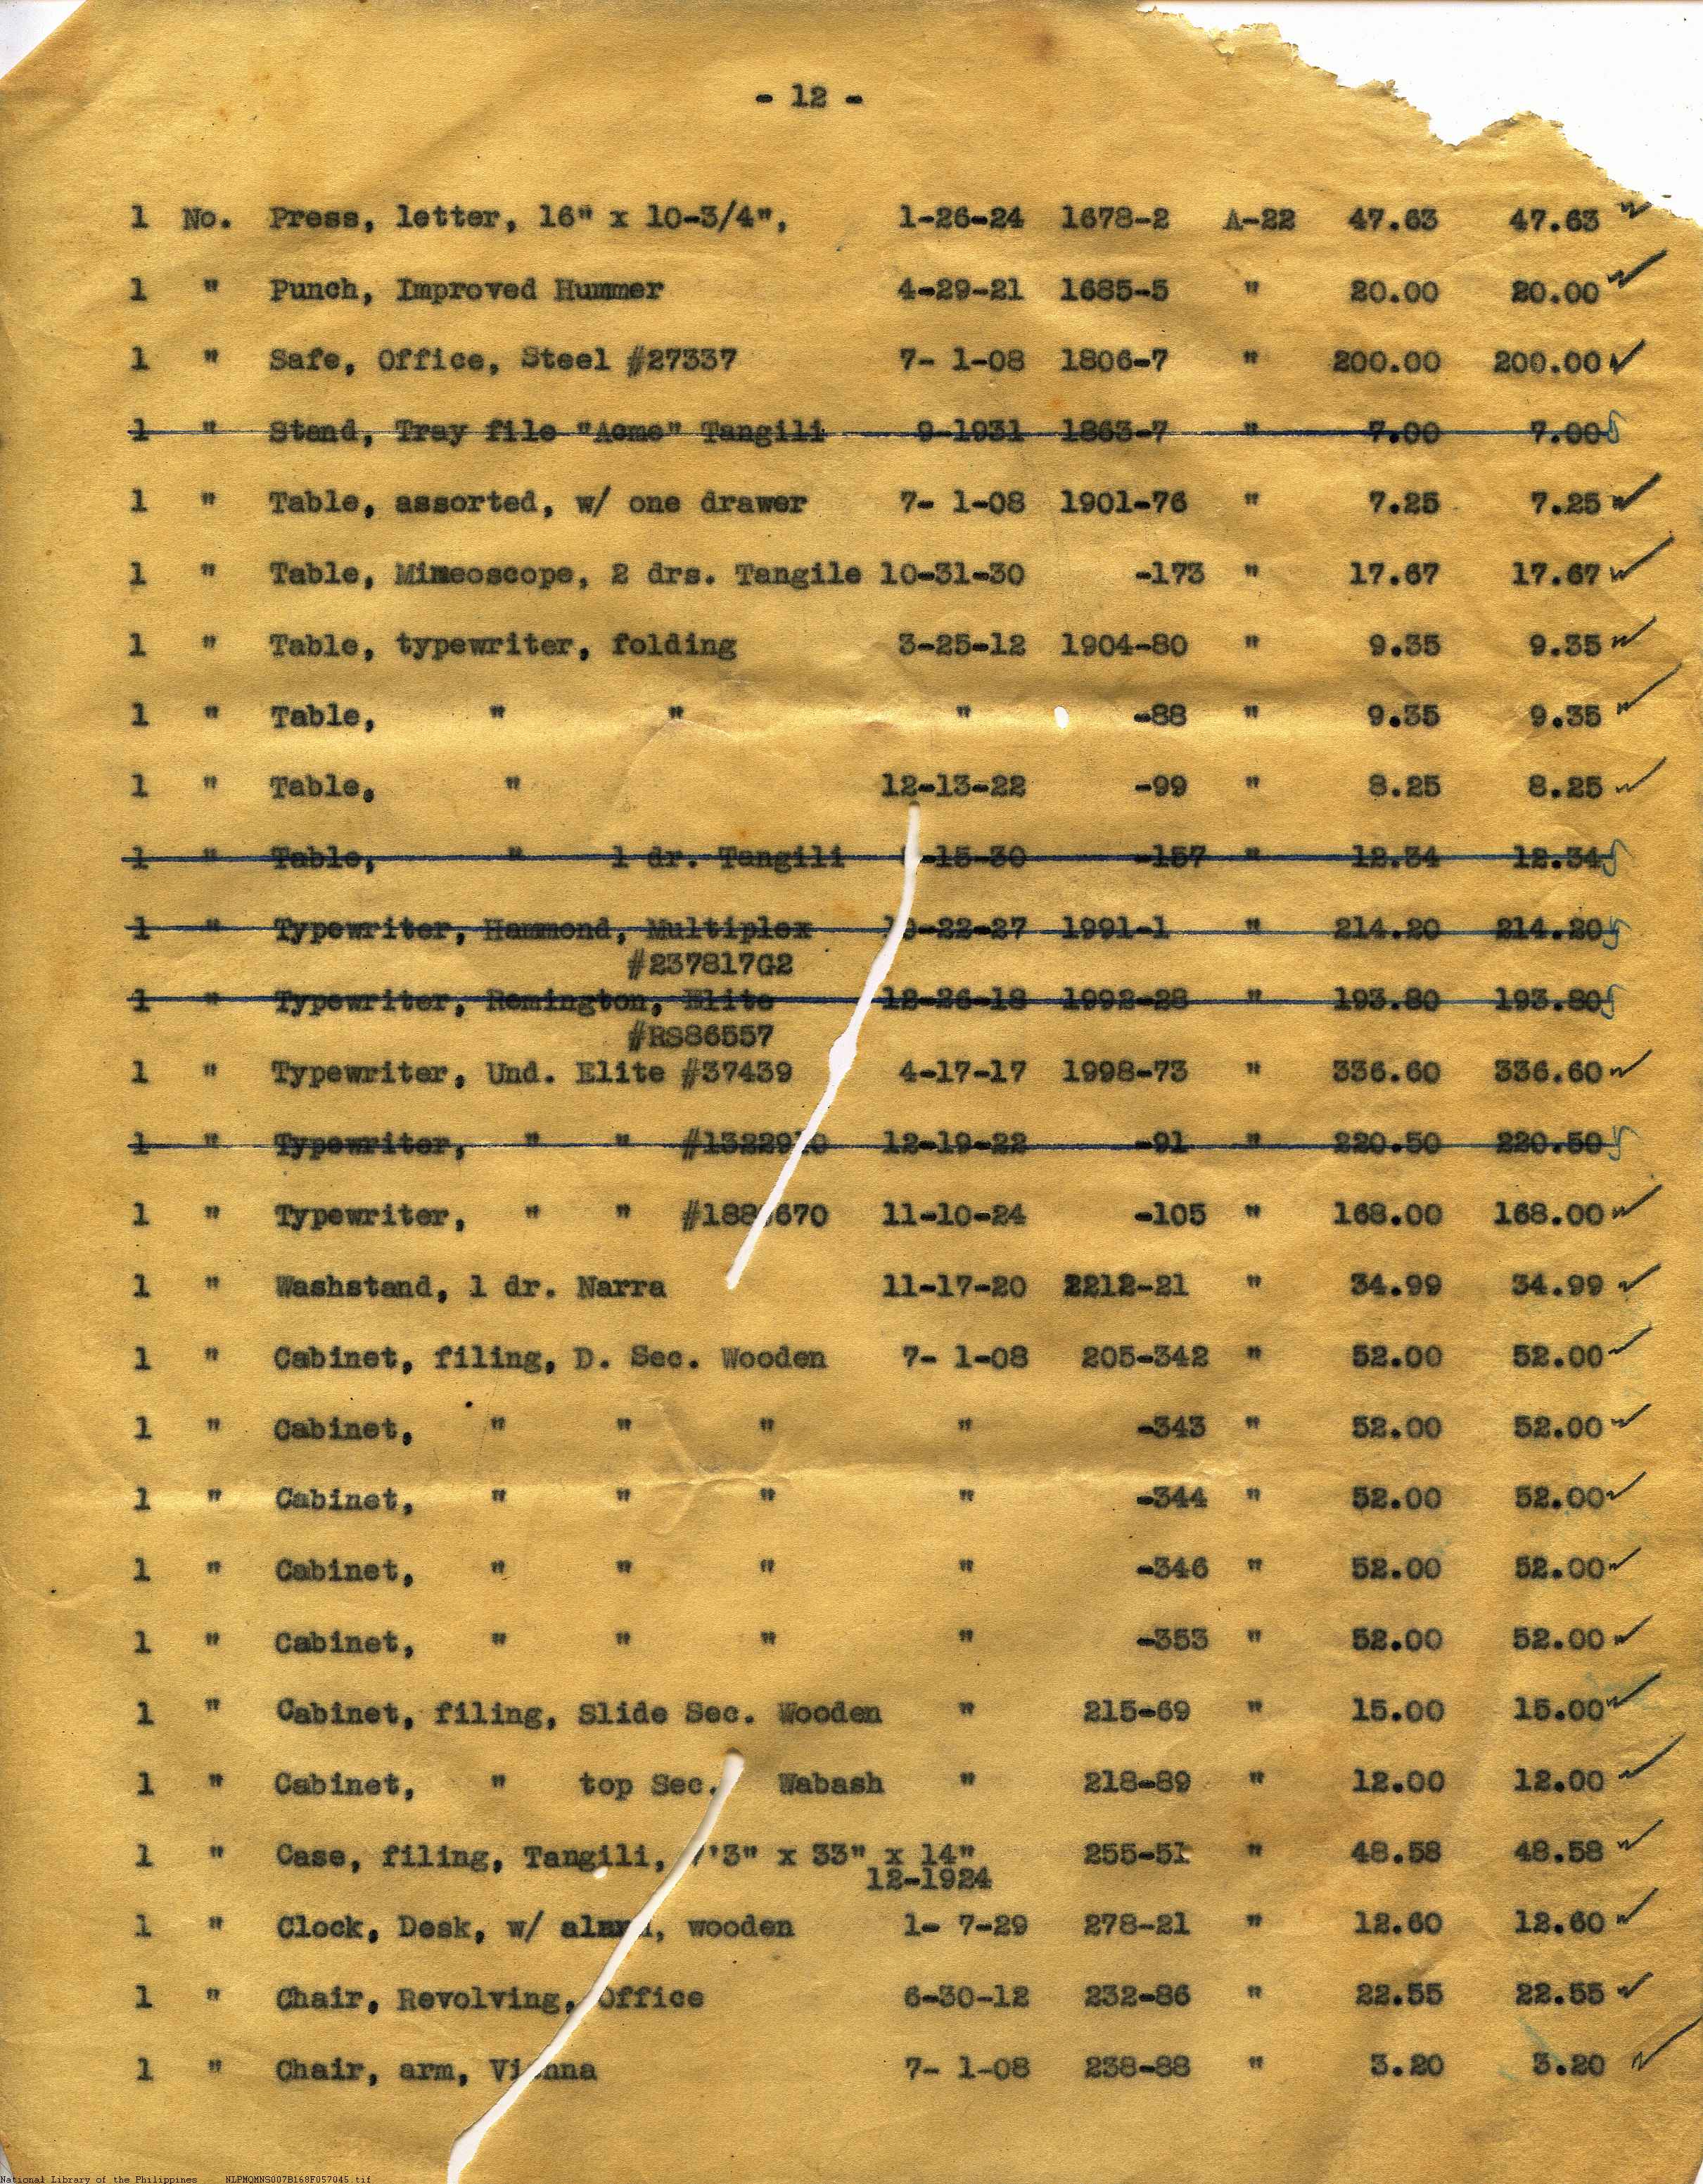 - 12 -
1 No. Press, letter, 16" x 10-3/4", 1-26-24 1678-2 A-22 47.63 47.63
1 " Punch, Improved Hummer 4-29-21 1685-5 " 20.00 20.00
1 " Safe, Office, Steel #27337 7- 1-08 1806-7 " 200.00 200.00
1 " Stand, Tray file "Acme" Tangili 9-1931 1863-7 " 7.00 7.00
1 " Table, assorted, w/ one drawer 7- 1-08 1901-76 " 7.25 7.25
1 " Table, Mimeoscope, 2 drs. Tangile 10-31-30 -173 " 17.67 17.67
1 " Table, typewriter, folding 3-25-12 1904-80 " 9.35 9.35
1 " Table, " " " -88 " 9.35 9.35
1 " Table, " 12-13-22 -99 " 8.25 8.25
1 " Table, " 1 dr. Tangili -15-30 -157 " 12.34 12.34
1 " Typewriter, Hammond, Multiplex -22-27 1991-1 " 214.20 214.20
#237817G2
1 " Typewriter, Remington, Elite 12-26-18 1992-28 " 193.80 193.80
#RS86557
1 " Typewriter, Und. Elite #37439 4-17-17 1998-73 " 336.60 336.60
1 " Typewriter, " " 12-19-22 -91 " 220.50 220.50
1 " Typewriter, " " 11-10-24 -105 " 168.00 168.00
1 " Washstand, 1 dr. Narra 11-17-20 2212-21 " 34.99 34.99
1 " Cabinet, filing, D. Sec. Wooden 7- 1-08 205-342 " 52.00 52.00
1 " Cabinet, " " " " -343 " 52.00 52.00
1 " Cabinet, " " " " -344 " 52.00 52.00
1 " Cabinet, " " " " -346 " 52.00 52.00
1 " Cabinet, " " " " -353 " 52.00 52.00
1 " Cabinet, filing, Slide Sec. Wooden " 215-69 " 15.00 15.00
1 " Cabinet, " top Sec. Wabash " 218-89 " 12.00 12.00
1 " Case, filing, Tangili, '3" x 33" x 14" 255-51 " 48.58 48.58
12-1924
1 " Clock, Desk, w/ wooden 1- 7-29 278-21 " 12.60 12.60
1 " Chair, Revolving, Office 6-30-12 232-86 " 22.55 22.55
1 " Chair, arm, Vienna 7- 1-08 238-88 " 3.20 3.20
National Library of the Philippines NLPMQMNS007B168F057045.tif